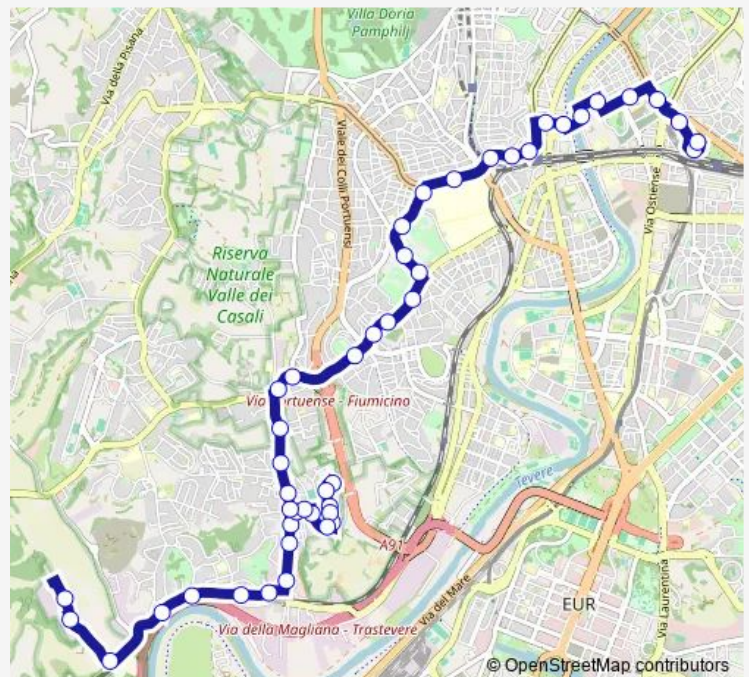 Villa Doria
Pamphilj
Via della Pisana
Viale dei Colli Portuensi
Riserva
Naturale
Valle dei
Casali
Via Ostiense
Via Portuense - Fiumicino
Tevere
A91
Via del Mare
EUR
Via Laurentina
Via della Magliana - Trastevere
© OpenStreetMap contributors